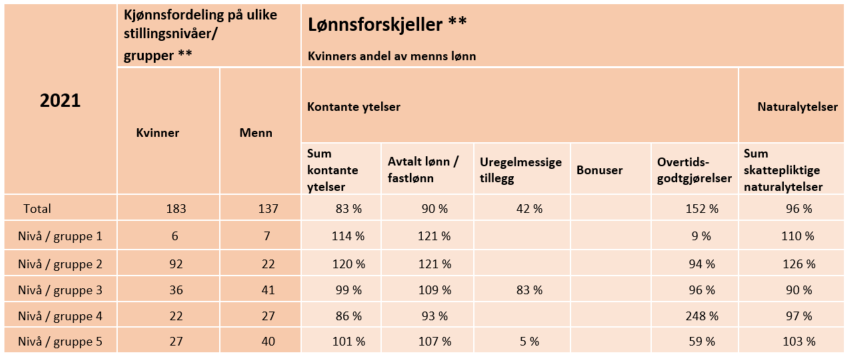 2021
Kjønnsfordeling på ulike
stillingsnivåer/
grupper **
Lønnsforskjeller **
Kvinners andel av menns lønn
Kvinner
Menn
Kontante ytelser
Naturalytelser
Sum
kontante
ytelser
Avtalt lønn /
fastlønn
Uregelmessige
tillegg
Bonuser
Overtids-
godtgjørelser
Sum
skattepliktige
naturalytelser
Total 183 137 83 % 90 % 42 % 152 % 96 %
Nivå / gruppe 1 6 7 114 % 121 % 9 % 110 %
Nivå / gruppe 2 92 22 120 % 121 % 94 % 126 %
Nivå / gruppe 3 36 41 99 % 109 % 83 % 96 % 90 %
Nivå / gruppe 4 22 27 86 % 93 % 248 % 97 %
Nivå / gruppe 5 27 40 101 % 107 % 5 % 59 % 103 %